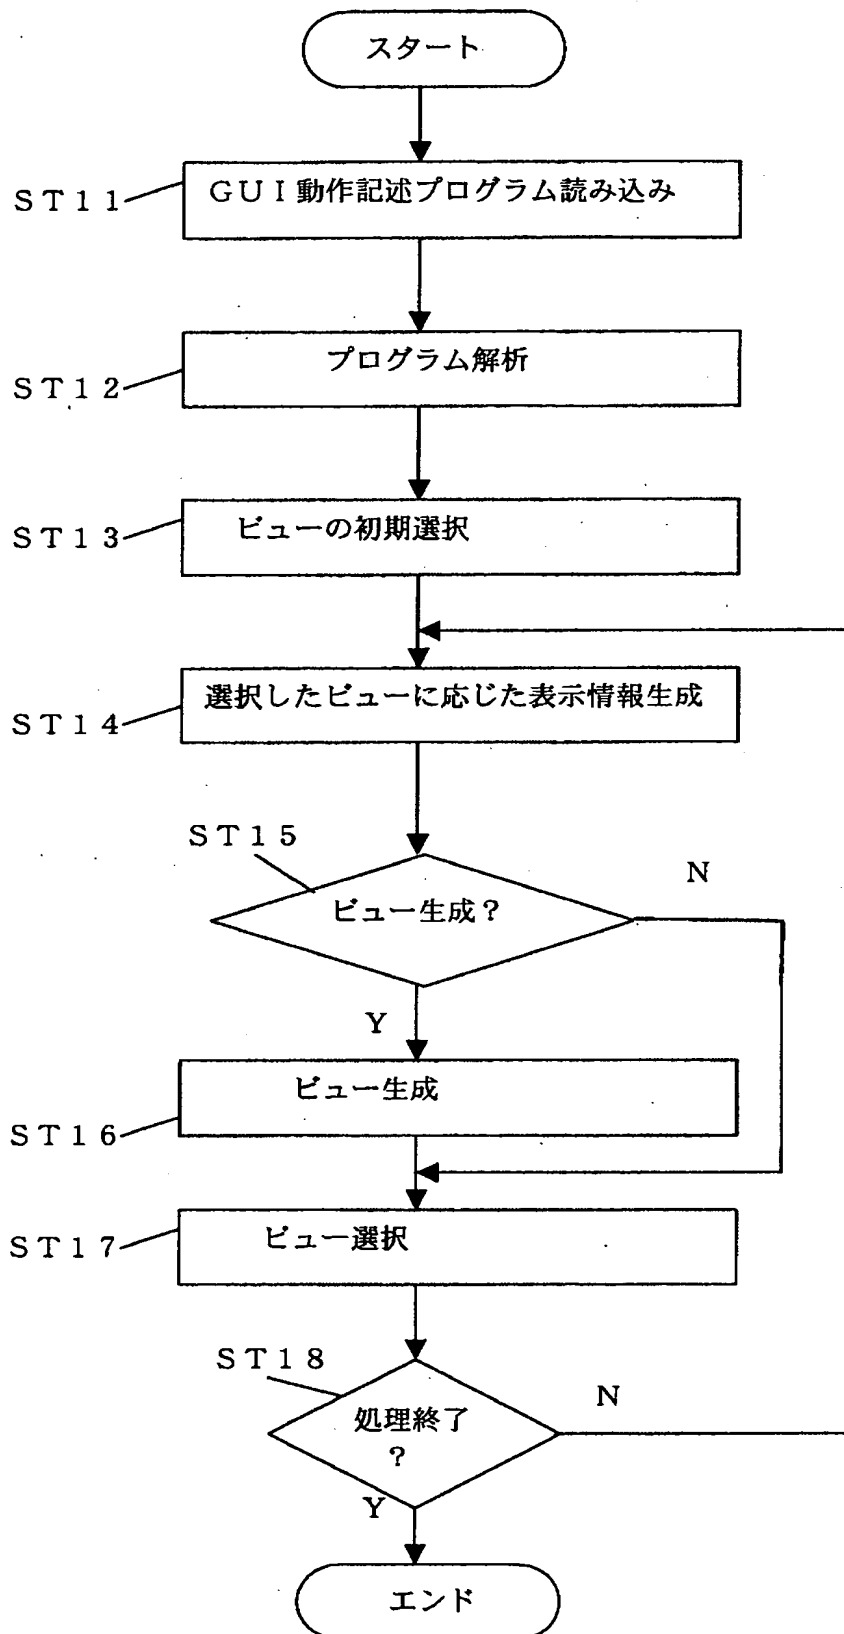 スタート
ST11
GUI動作記述プログラム読み込み
プログラム解析
ST12
ビューの初期選択
ST13
選択したビューに応じた表示情報生成
ST14
ST15
ビュー生成?
N
Y
ビュー生成
ST16
ビュー選択
ST17
ST18
処理終了
?
N
Y
エンド